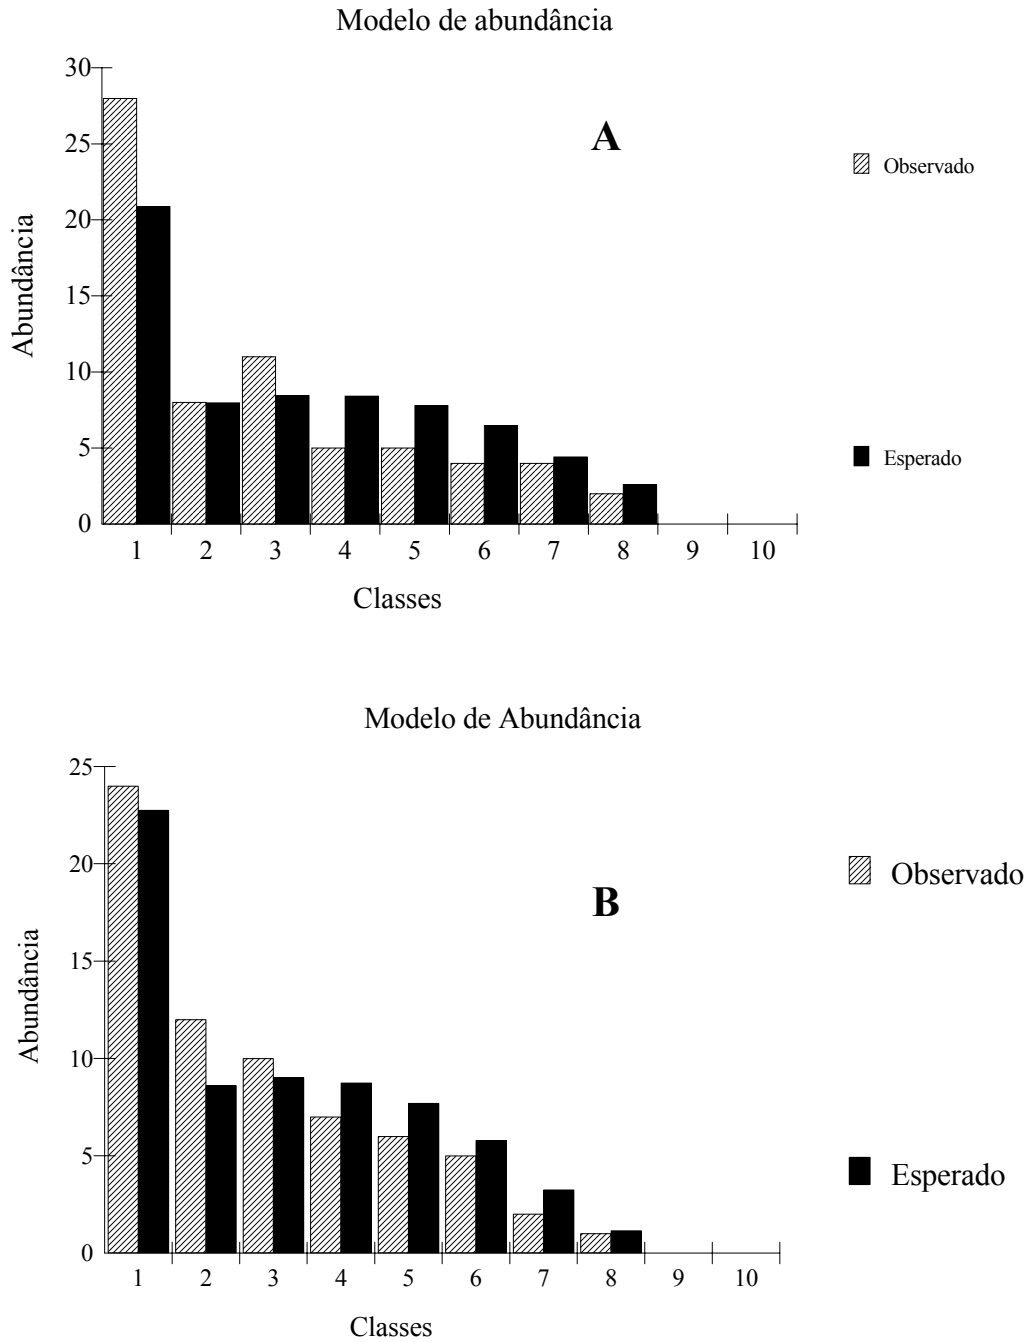 Modelo de abundância
30
25
20
15
10
5
0
Abundância
A
Observado
Esperado
1 2 3 4 5 6 7 8 9 10
Classes
Modelo de Abundância
25
20
15
10
5
0
Abundância
B
Observado
Esperado
1 2 3 4 5 6 7 8 9 10
Classes